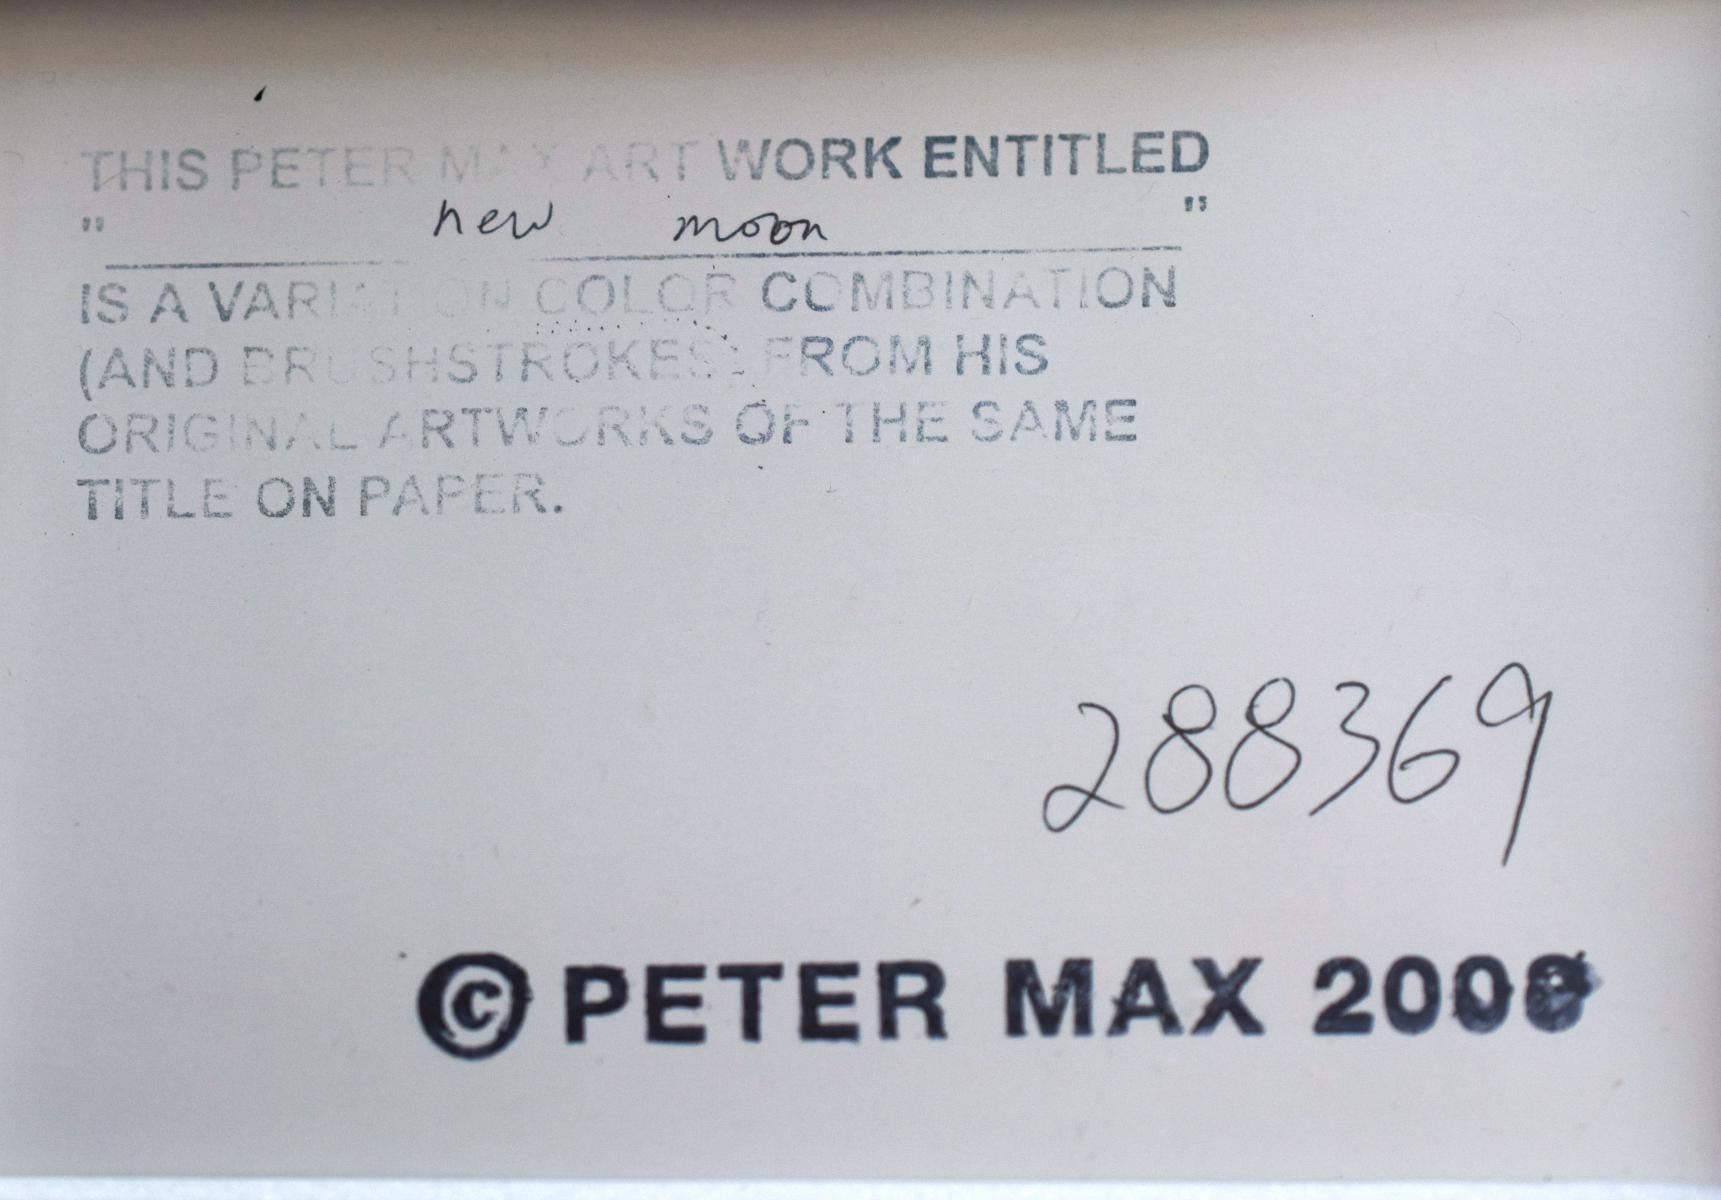 THIS PETER MAX ART WORK ENTITLED
" new moon "
IS A VARIATION COLOR COMBINATION
(AND BRUSHSTROKES) FROM HIS
ORIGINAL ARTWORKS OF THE SAME
TITLE ON PAPER.
288369
© PETER MAX